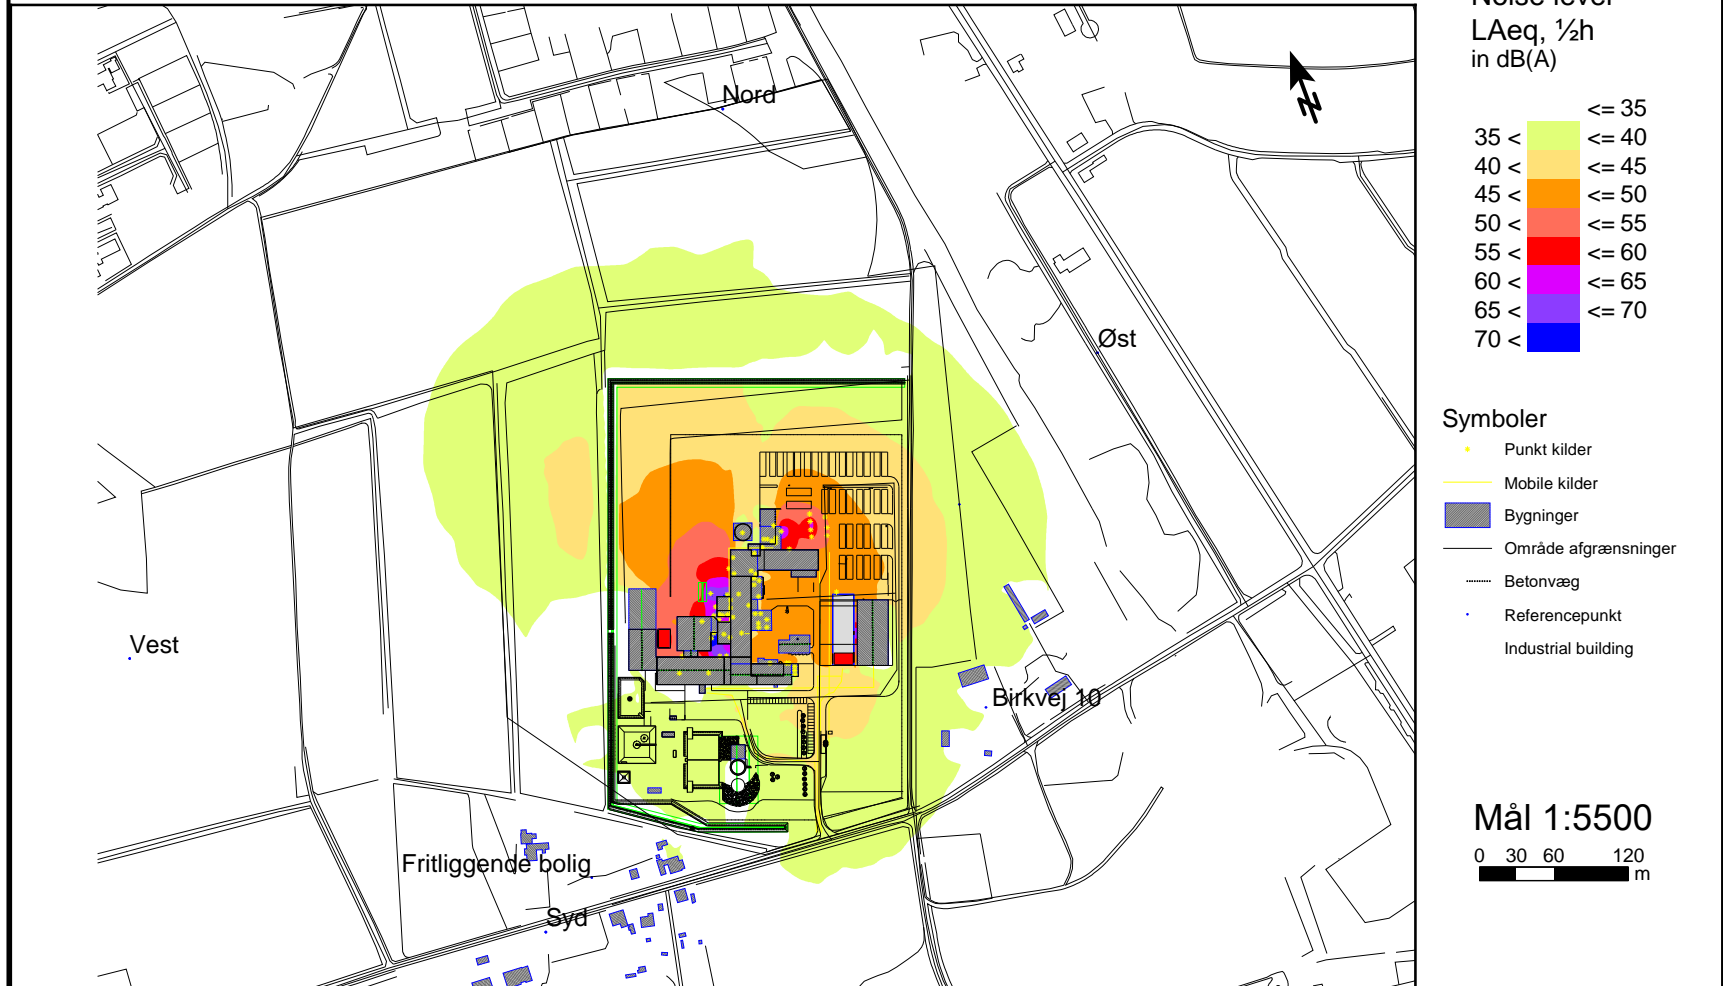 Noise level
LAeq, ½h
in dB(A)
<= 35
35 < <= 40
40 < <= 45
45 < <= 50
50 < <= 55
55 < <= 60
60 < <= 65
65 < <= 70
70 <
Symboler
Punkt kilder
Mobile kilder
Bygninger
Område afgrænsninger
Betonvæg
Referencepunkt
Industrial building
Mål 1:5500
0 30 60 120
m
Nord
Øst
Vest
Birkvej 10
Fritliggende bolig
Syd
N